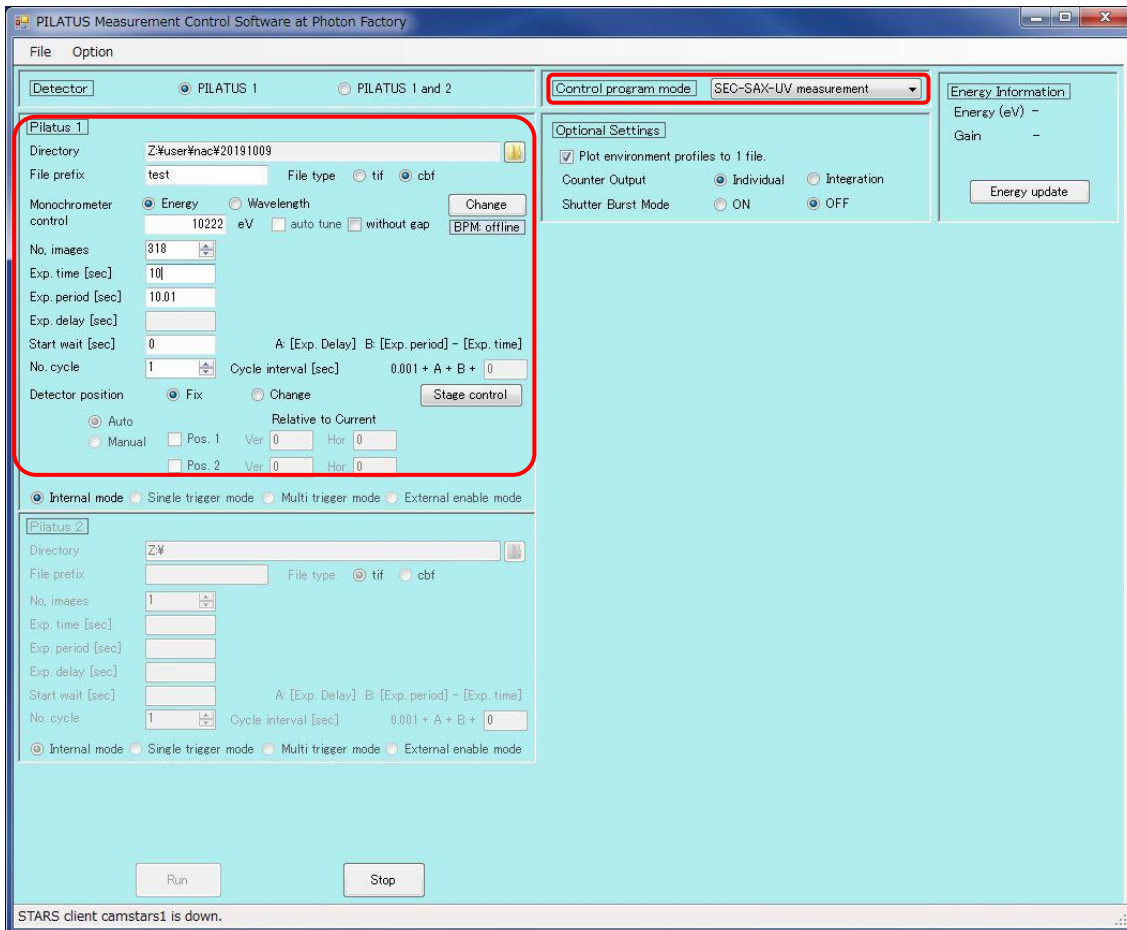 PILATUS Measurement Control Software at Photon Factory
File Option
Detector PILATUS 1 PILATUS 1 and 2
Control program mode SEC-SAX-UV measurement
Pilatus 1
Directory Z:¥user¥nac¥20191009
File prefix test File type tif cbf
Monochrometer control Energy Wavelength Change
10222 eV auto tune without gap BPM: offline
No, images 318
Exp. time [sec] 10
Exp. period [sec] 10.01
Exp. delay [sec]
Start wait [sec] 0 A: [Exp. Delay] B: [Exp. period] - [Exp. time]
No. cycle 1 Cycle interval [sec] 0.001 + A + B + 0
Detector position Fix Change Stage control
Auto Relative to Current
Manual Pos. 1 Ver 0 Hor 0
Pos. 2 Ver 0 Hor 0
Internal mode Single trigger mode Multi trigger mode External enable mode
Pilatus 2
Directory Z:¥
File prefix File type tif cbf
No, images 1
Exp. time [sec]
Exp. period [sec]
Exp. delay [sec]
Start wait [sec] A: [Exp. Delay] B: [Exp. period] - [Exp. time]
No. cycle 1 Cycle interval [sec] 0.001 + A + B + 0
Internal mode Single trigger mode Multi trigger mode External enable mode
Optional Settings
Plot environment profiles to 1 file.
Counter Output Individual Integration
Shutter Burst Mode ON OFF
Energy Information
Energy (eV) -
Gain -
Energy update
Run Stop
STARS client camstars1 is down.